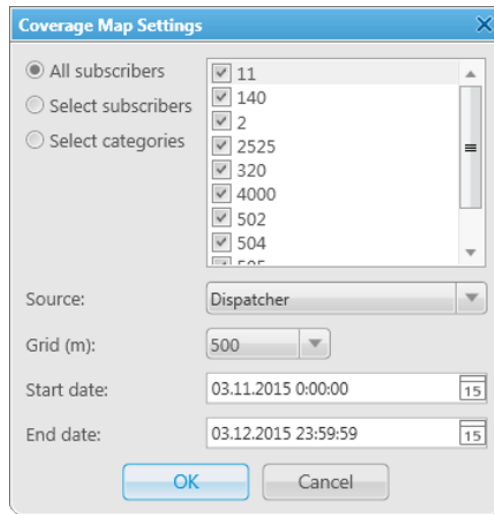 Coverage Map Settings
All subscribers
Select subscribers
Select categories
11
140
2
2525
320
4000
502
504
Source:
Dispatcher
Grid (m):
500
Start date:
03.11.2015 0:00:00
15
End date:
03.12.2015 23:59:59
15
OK
Cancel